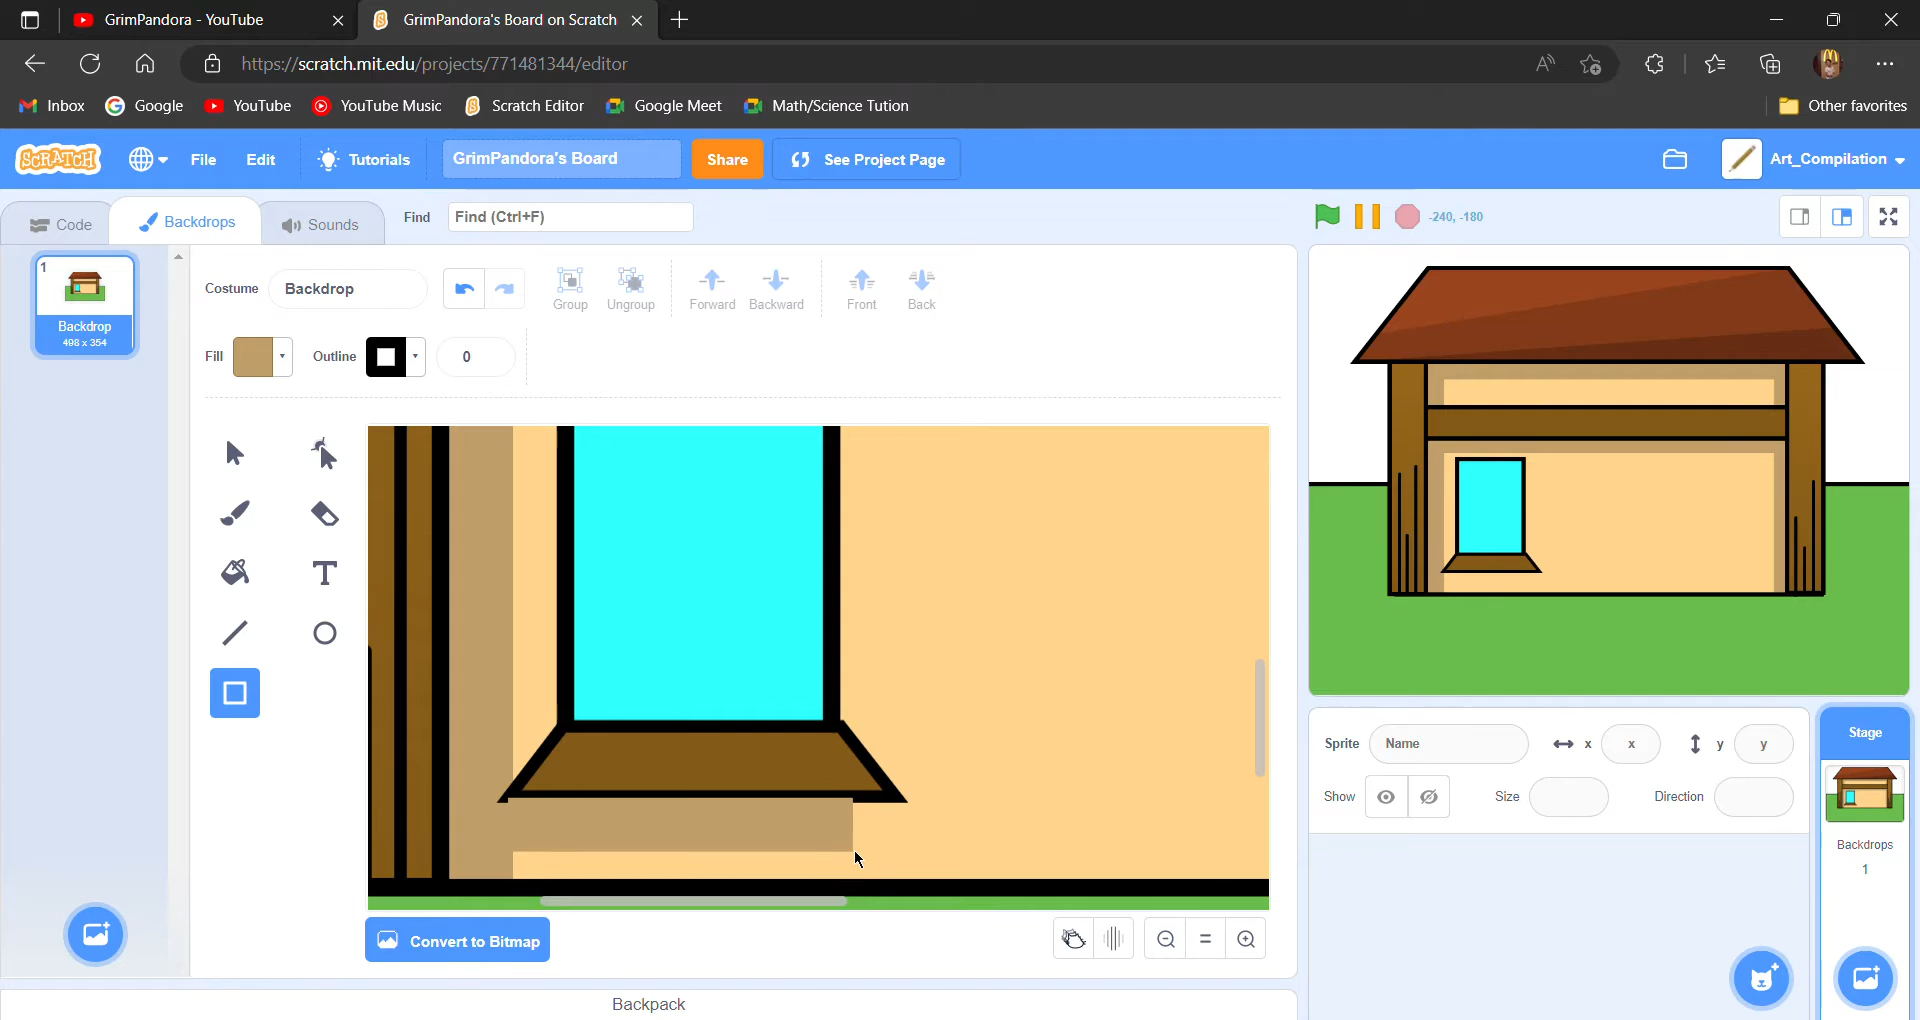 GrimPandora - YouTube
GrimPandora's Board on Scratch
https://scratch.mit.edu/projects/771481344/editor
Inbox
Google
YouTube
YouTube Music
Scratch Editor
Google Meet
Math/Science Tution
Other favorites
SCRATCH
File
Edit
Tutorials
GrimPandora's Board
Share
See Project Page
Art_Compilation
Code
Backdrops
Sounds
Find
Find (Ctrl+F)
-240, -180
1
Backdrop
498 x 354
Costume
Backdrop
Group
Ungroup
Forward
Backward
Front
Back
Fill
Outline
0
T
Convert to Bitmap
Backpack
Sprite
Name
x
x
y
y
Show
Size
Direction
Stage
Backdrops
1